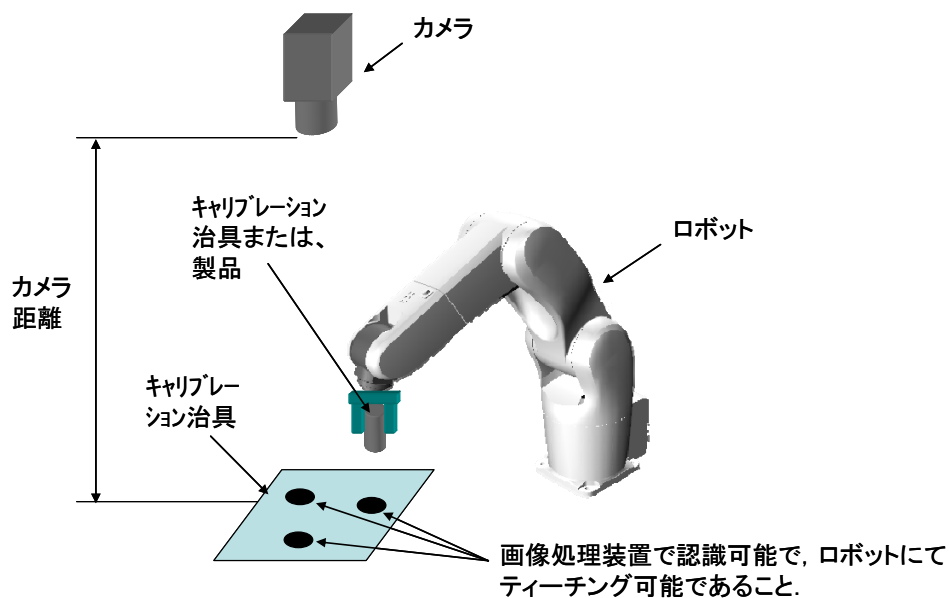 カメラ
ｷｬﾘﾌﾞﾚｰｼｮﾝ
治具または、
製品
ロボット
カメラ
距離
ｷｬﾘﾌﾞﾚｰ
ｼｮﾝ治具
画像処理装置で認識可能で，ロボットにて
ティーチング可能であること．